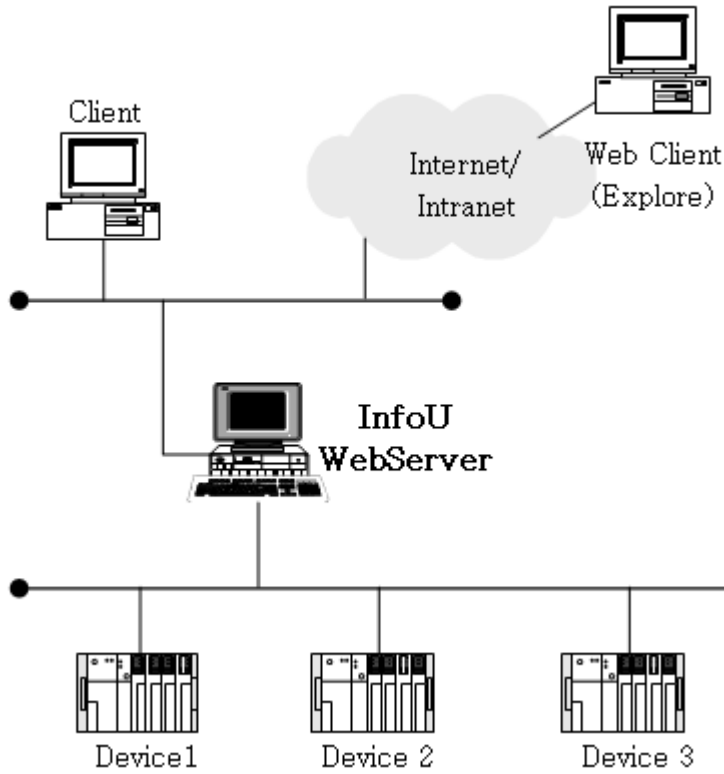 Client
Internet/
Intranet
Web Client
(Explore)
InfoU
WebServer
Device1
Device 2
Device 3